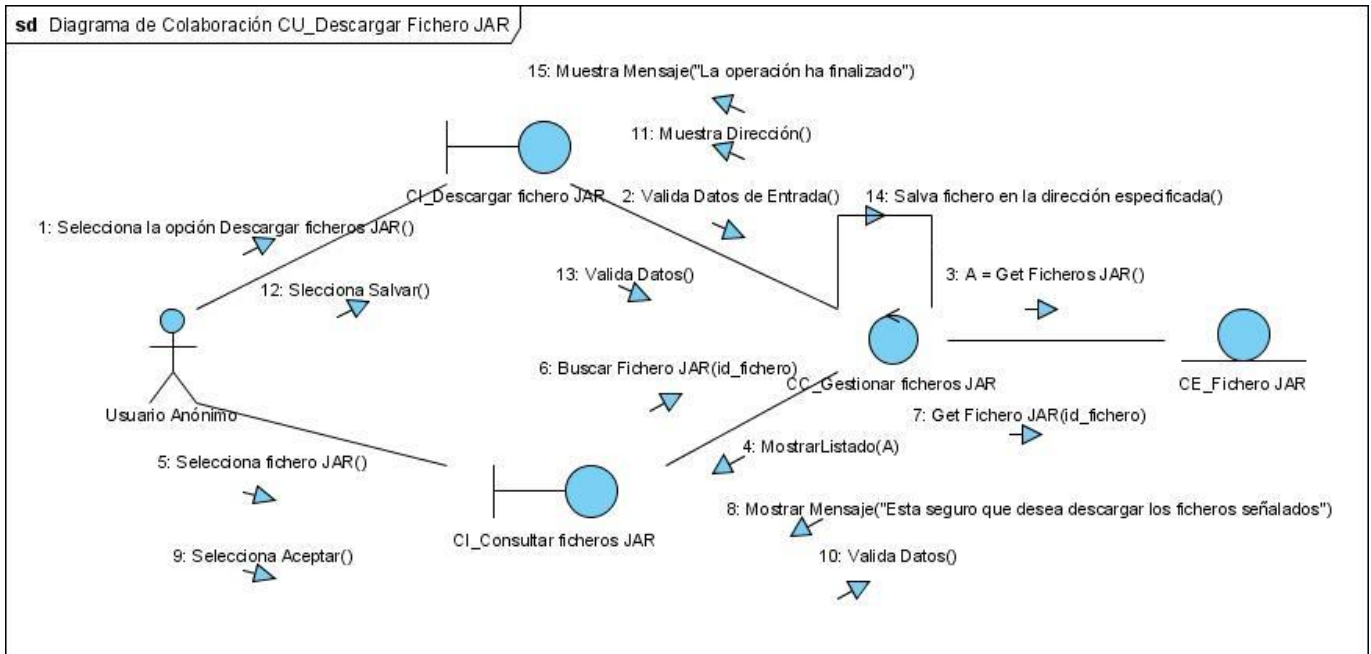 sd Diagrama de Colaboración CU_Descargar Fichero JAR
15: Muestra Mensaje("La operación ha finalizado")
11: Muestra Dirección()
CI_Descargar fichero JAR
2: Valida Datos de Entrada()
14: Salva fichero en la dirección especificada()
1: Selecciona la opción Descargar ficheros JAR()
13: Valida Datos()
3: A = Get Ficheros JAR()
12: Slecciona Salvar()
6: Buscar Fichero JAR(id_fichero)
CC_Gestionar ficheros JAR
CE_Fichero JAR
Usuario Anónimo
7: Get Fichero JAR(id_fichero)
4: MostrarListado(A)
5: Selecciona fichero JAR()
8: Mostrar Mensaje("Esta seguro que desea descargar los ficheros señalados")
CI_Consultar ficheros JAR
9: Selecciona Aceptar()
10: Valida Datos()